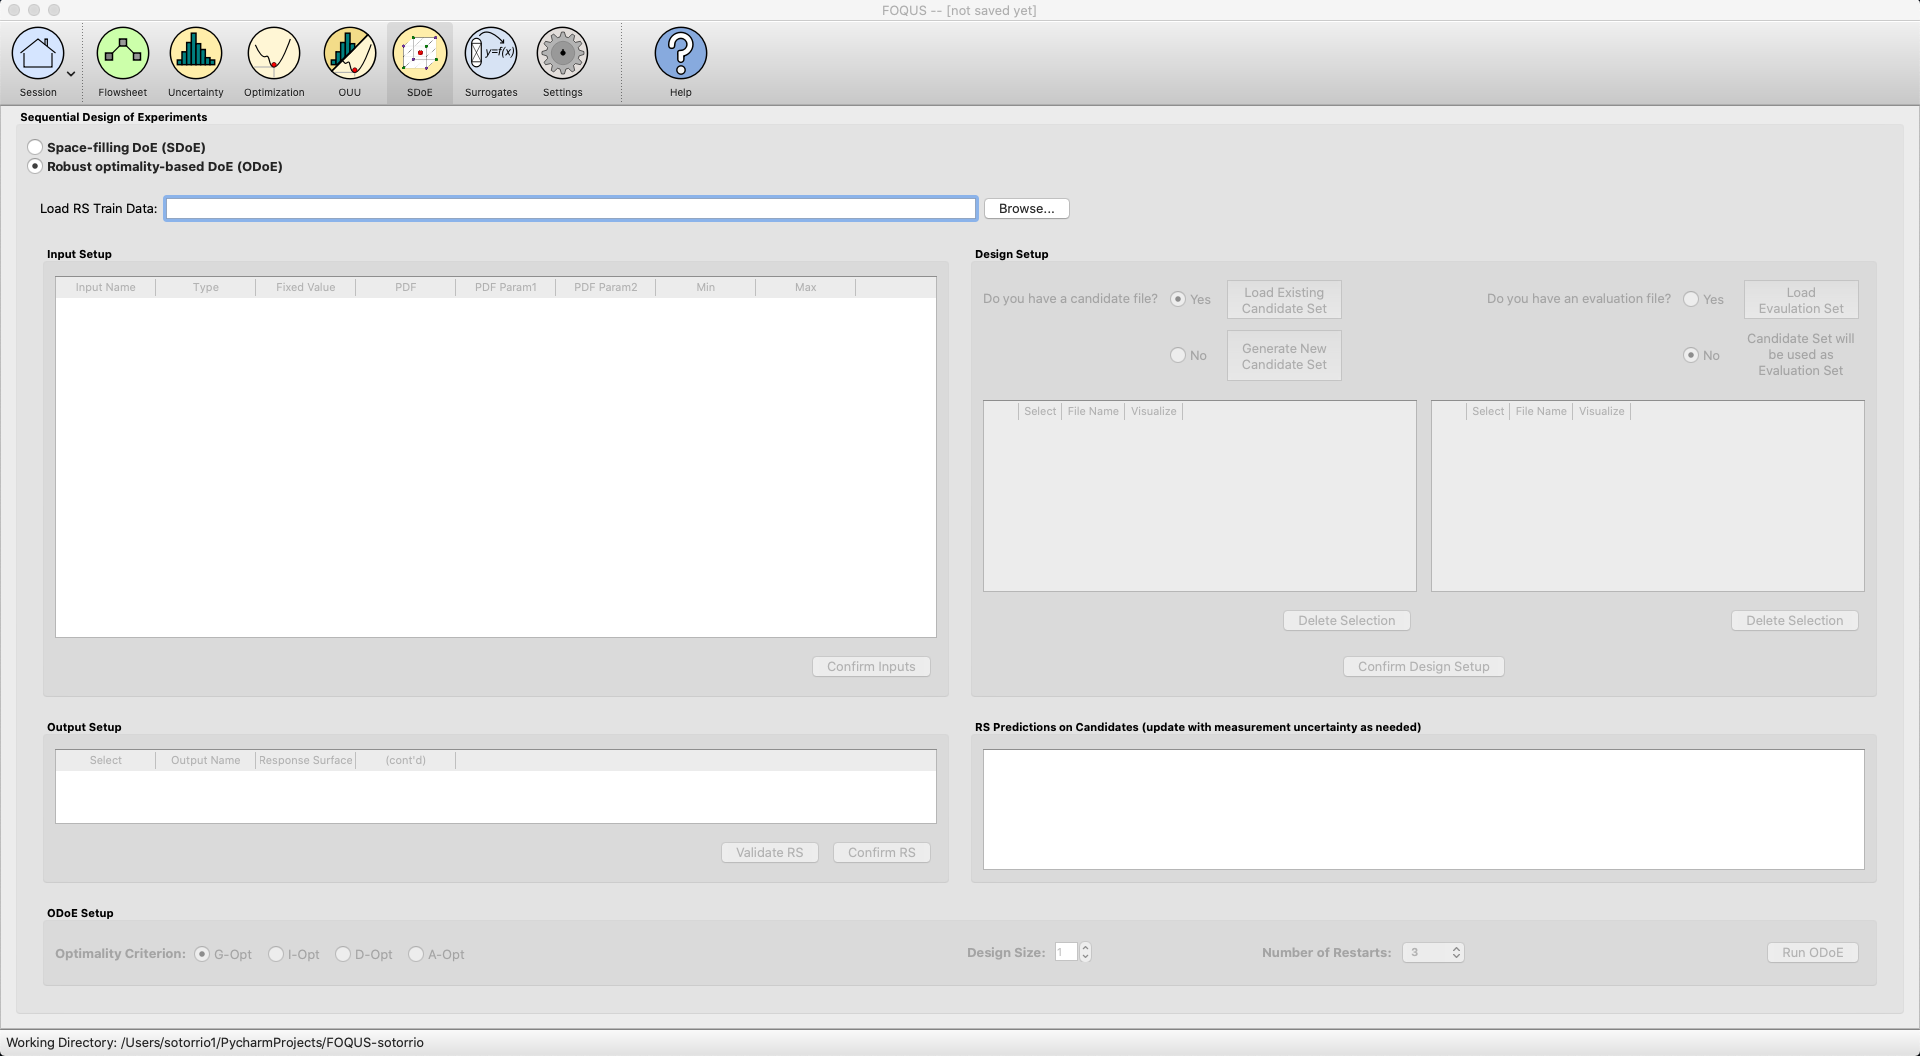 FOQUS -- [not saved yet]
Session
Flowsheet
Uncertainty
Optimization
OUU
SDoE
y=f(x)
Surrogates
Settings
?
Help
Sequential Design of Experiments
Space-filling DoE (SDoE)
Robust optimality-based DoE (ODoE)
Load RS Train Data:
Browse...
Input Setup
Input Name Type Fixed Value PDF PDF Param1 PDF Param2 Min Max
Confirm Inputs
Design Setup
Do you have a candidate file?
Yes
Load Existing
Candidate Set
No
Generate New
Candidate Set
Do you have an evaluation file?
Yes
Load
Evaulation Set
No
Candidate Set will
be used as
Evaluation Set
Select File Name Visualize
Select File Name Visualize
Delete Selection
Delete Selection
Confirm Design Setup
Output Setup
Select Output Name Response Surface (cont'd)
Validate RS
Confirm RS
RS Predictions on Candidates (update with measurement uncertainty as needed)
ODoE Setup
Optimality Criterion: G-Opt I-Opt D-Opt A-Opt
Design Size: 1
Number of Restarts: 3
Run ODoE
Working Directory: /Users/sotorrio1/PycharmProjects/FOQUS-sotorrio